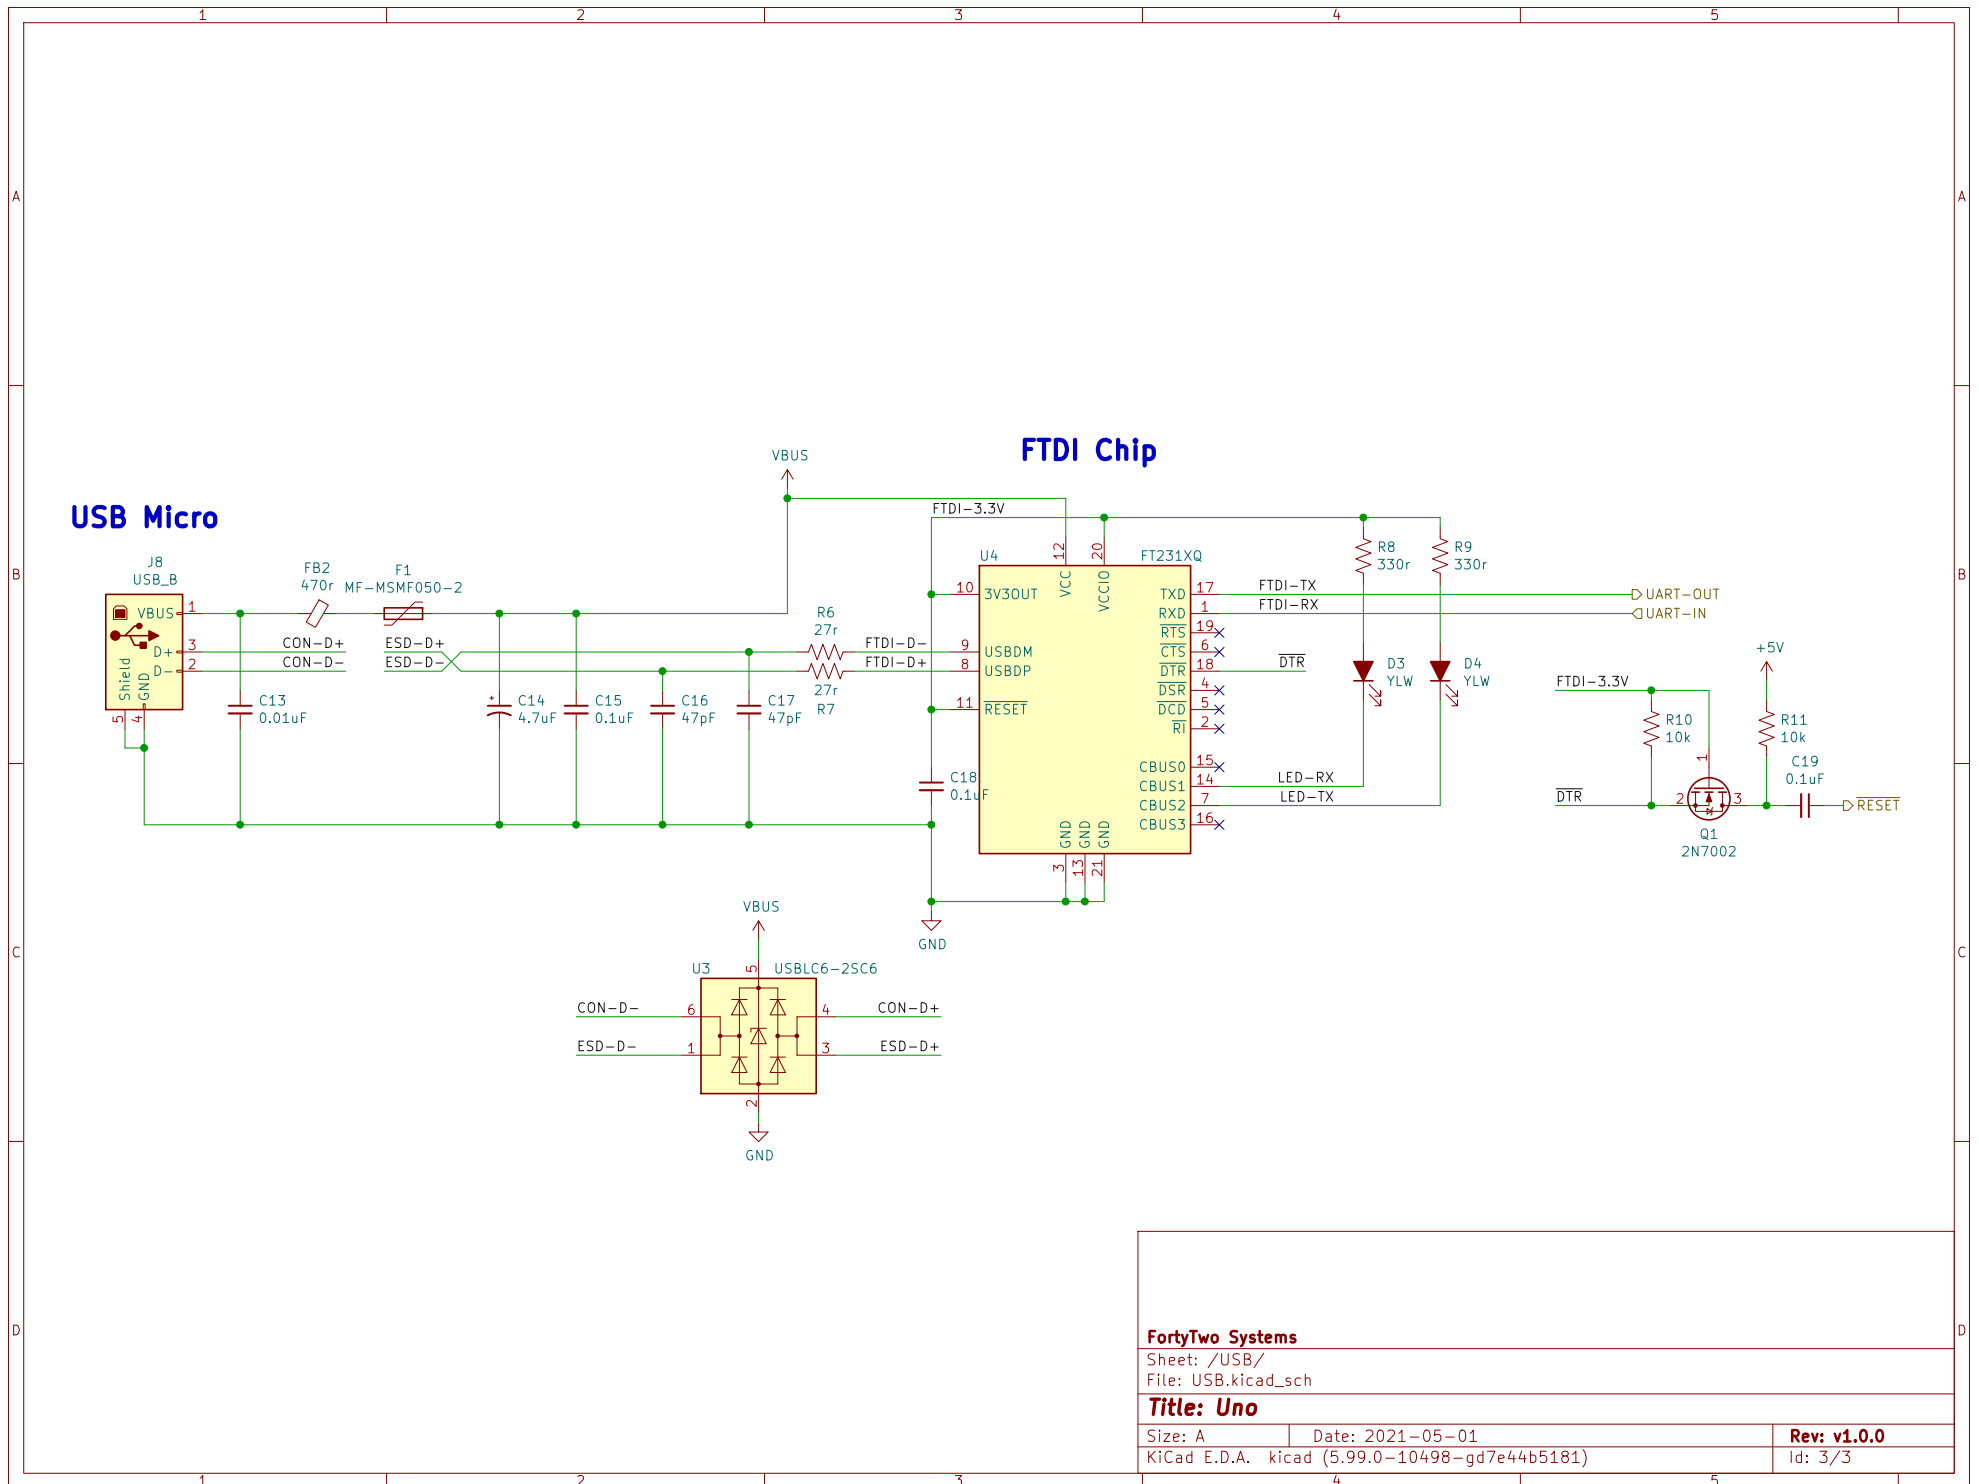 1 2 3 4 5
A A
B B
C C
D D
1 2 3 4 5
FTDI Chip
USB Micro
VBUS
FTDI-3.3V
J8
USB_B
VBUS 1
D+ 3
D- 2
Shield
GND
5 4
FB2
470r
F1
MF-MSMF050-2
CON-D+
CON-D-
ESD-D+
ESD-D-
C13
0.01uF
C14
4.7uF
C15
0.1uF
C16
47pF
C17
47pF
R6
27r
27r
R7
FTDI-D-
FTDI-D+
C18
0.1uF
GND
U4
FT231XQ
12 VCC
20 VCCIO
10 3V3OUT
9 USBDM
8 USBDP
11 RESET
TXD 17
RXD 1
RTS 19
CTS 6
DTR 18
DSR 4
DCD 5
RI 2
CBUS0 15
CBUS1 14
CBUS2 7
CBUS3 16
GND GND GND
3 13 21
FTDI-TX
FTDI-RX
DTR
LED-RX
LED-TX
R8
330r
R9
330r
D3
YLW
D4
YLW
UART-OUT
UART-IN
+5V
FTDI-3.3V
R10
10k
R11
10k
C19
0.1uF
DTR
1
2 3
Q1
2N7002
RESET
VBUS
U3
USBLC6-2SC6
5
CON-D- 6
4 CON-D+
ESD-D- 1
3 ESD-D+
2
GND
FortyTwo Systems
Sheet: /USB/
File: USB.kicad_sch
Title: Uno
Size: A Date: 2021-05-01 Rev: v1.0.0
KiCad E.D.A. kicad (5.99.0-10498-gd7e44b5181) Id: 3/3